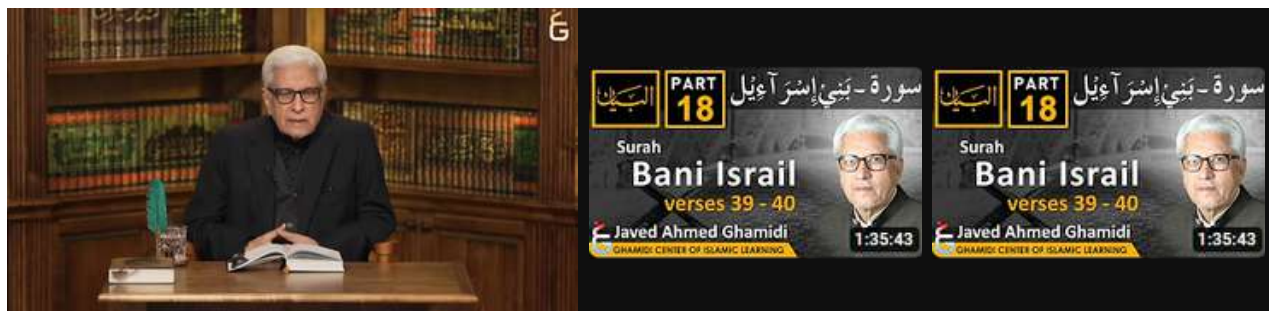 غ
البیان
PART
18
سورة - بَنِيْ إِسْرَآءِيْل
Surah
Bani Israil
verses 39 - 40
غ
Javed Ahmed Ghamidi
GHAMIDI CENTER OF ISLAMIC LEARNING
1:35:43
البیان
PART
18
سورة - بَنِيْ إِسْرَآءِيْل
Surah
Bani Israil
verses 39 - 40
غ
Javed Ahmed Ghamidi
GHAMIDI CENTER OF ISLAMIC LEARNING
1:35:43